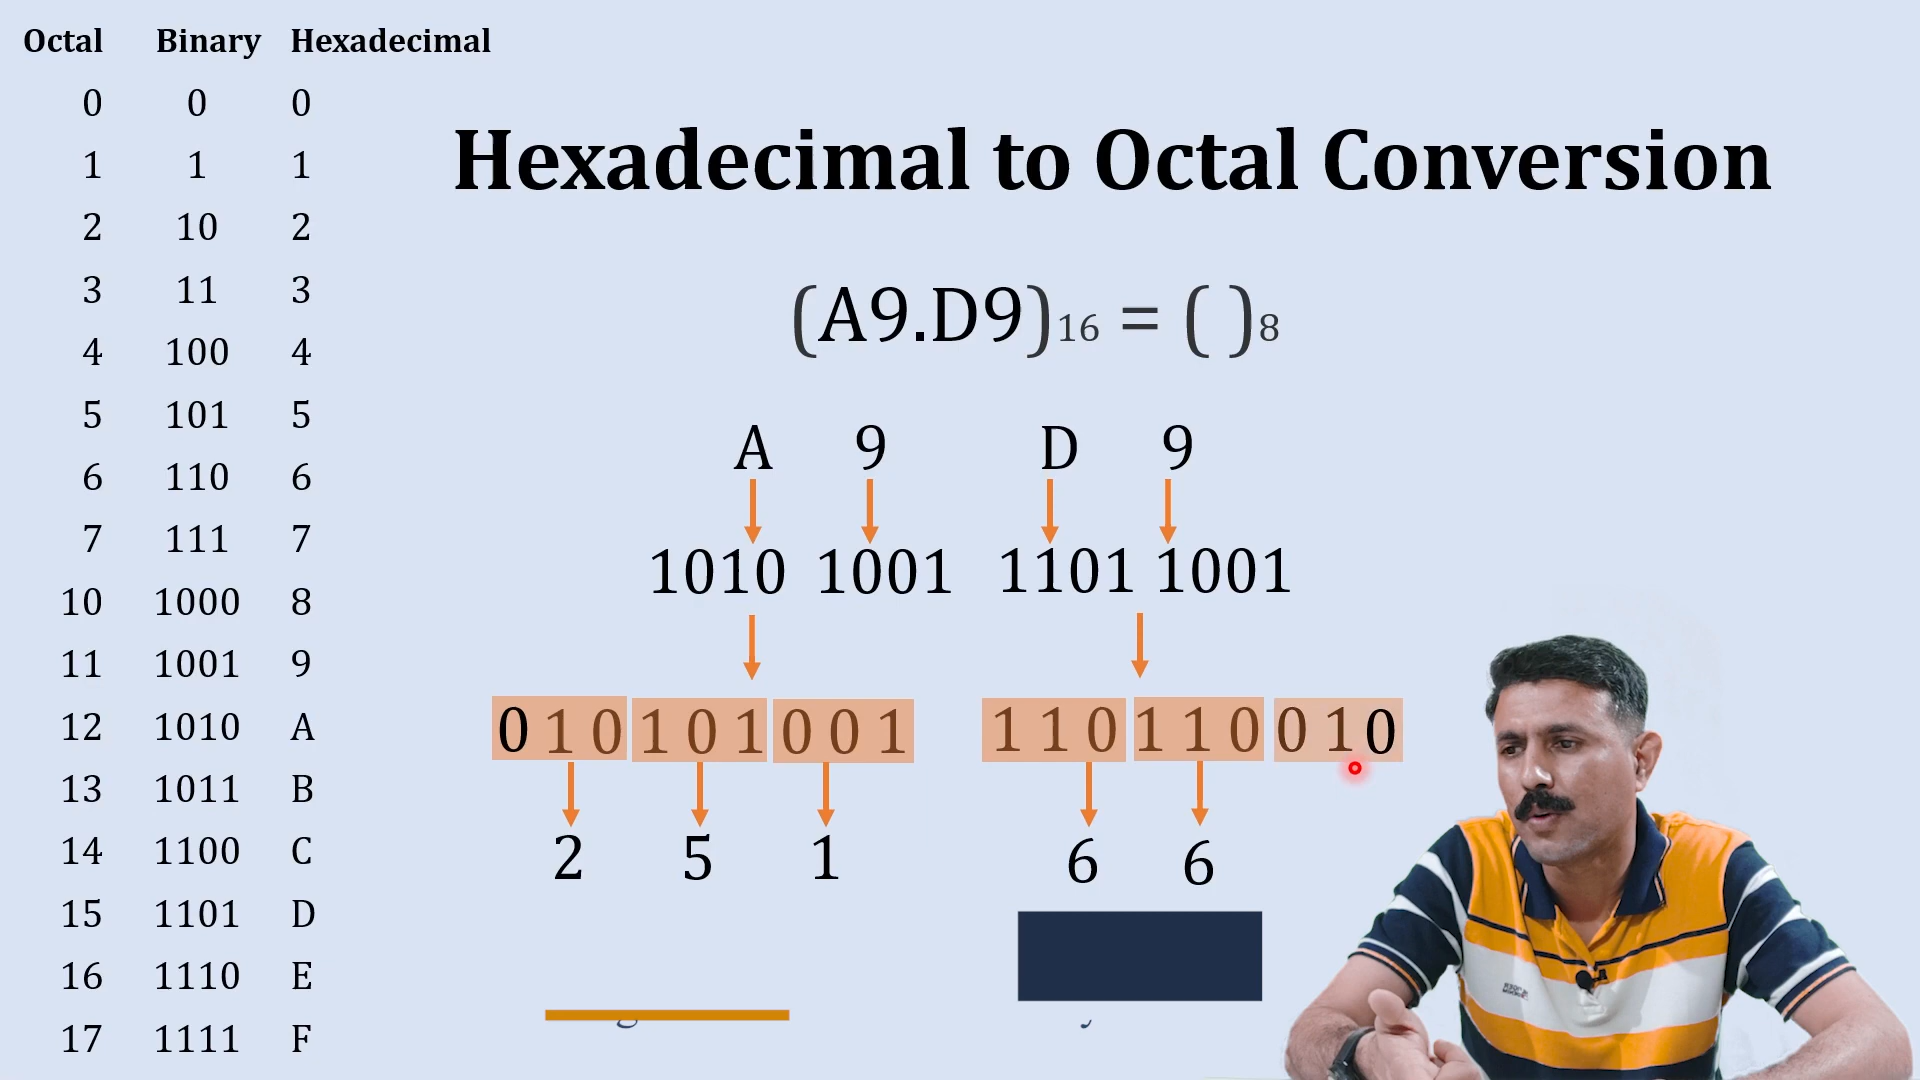 Octal Binary Hexadecimal
0 0 0
1 1 1
2 10 2
3 11 3
4 100 4
5 101 5
6 110 6
7 111 7
10 1000 8
11 1001 9
12 1010 A
13 1011 B
14 1100 C
15 1101 D
16 1110 E
17 1111 F
Hexadecimal to Octal Conversion
(A9.D9)16 = ( )8
A 9 D 9
1010 1001 1101 1001
0 1 0 1 0 1 0 0 1 1 1 0 1 1 0 0 1 0
2 5 1 6 6